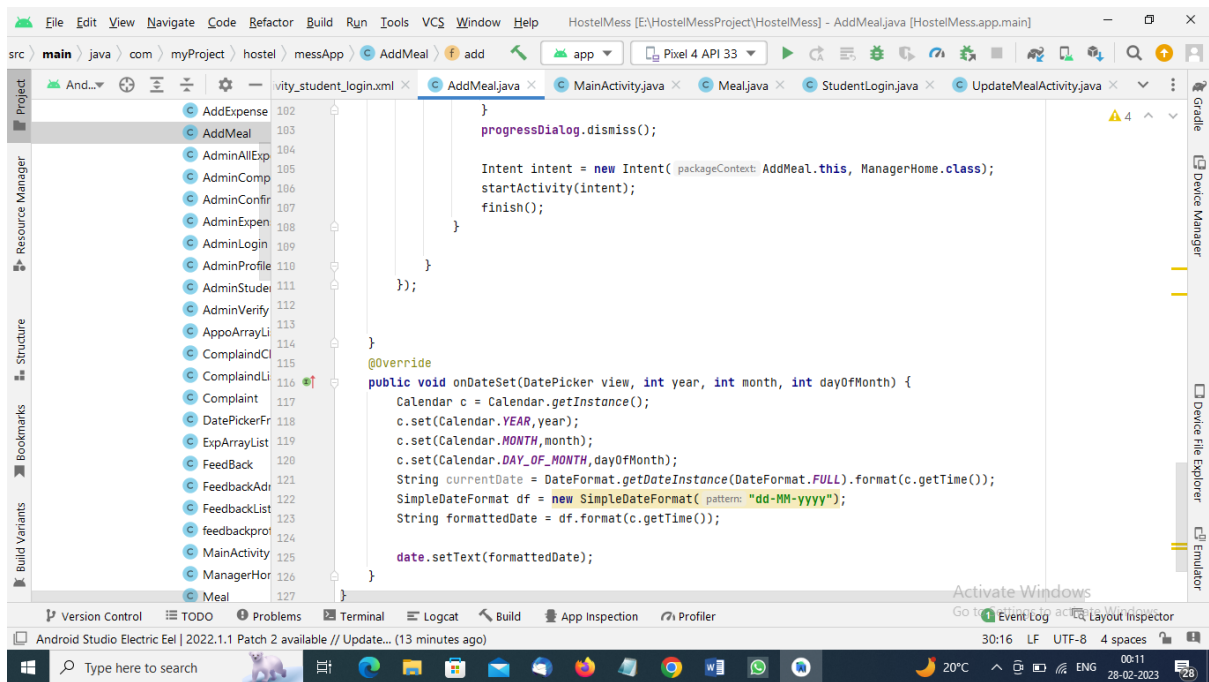 File Edit View Navigate Code Refactor Build Run Tools VCS Window Help HostelMess [E:\HostelMessProject\HostelMess] - AddMeal.java [HostelMess.app.main]
src main java com myProject hostel messApp AddMeal add app Pixel 4 API 33
And... vity_student_login.xml AddMeal.java MainActivity.java Meal.java StudentLogin.java UpdateMealActivity.java
Project
Resource Manager
Structure
Bookmarks
Build Variants
AddExpense
AddMeal
AdminAllExp
AdminComp
AdminConfir
AdminExpen
AdminLogin
AdminProfile
AdminStuder
AdminVerify
AppoArrayLi
ComplaindCl
ComplaindLi
Complaint
DatePickerFr
ExpArrayList
FeedBack
FeedbackAdr
FeedbackList
feedbackprot
MainActivity
ManagerHor
Meal
102 }
103 progressDialog.dismiss();
104
105 Intent intent = new Intent( packageContext: AddMeal.this, ManagerHome.class);
106 startActivity(intent);
107 finish();
108 }
109
110 }
111 });
112
113
114 }
115 @Override
116 public void onDateSet(DatePicker view, int year, int month, int dayOfMonth) {
117 Calendar c = Calendar.getInstance();
118 c.set(Calendar.YEAR,year);
119 c.set(Calendar.MONTH,month);
120 c.set(Calendar.DAY_OF_MONTH,dayOfMonth);
121 String currentDate = DateFormat.getDateInstance(DateFormat.FULL).format(c.getTime());
122 SimpleDateFormat df = new SimpleDateFormat( pattern: "dd-MM-yyyy");
123 String formattedDate = df.format(c.getTime());
124
125 date.setText(formattedDate);
126 }
127 }
4
Gradle
Device Manager
Device File Explorer
Emulator
Activate Windows
Go to Settings to activate Windows.
Version Control TODO Problems Terminal Logcat Build App Inspection Profiler Event Log Layout Inspector
Android Studio Electric Eel | 2022.1.1 Patch 2 available // Update... (13 minutes ago) 30:16 LF UTF-8 4 spaces
Type here to search 20°C ENG 00:11
28-02-2023 28